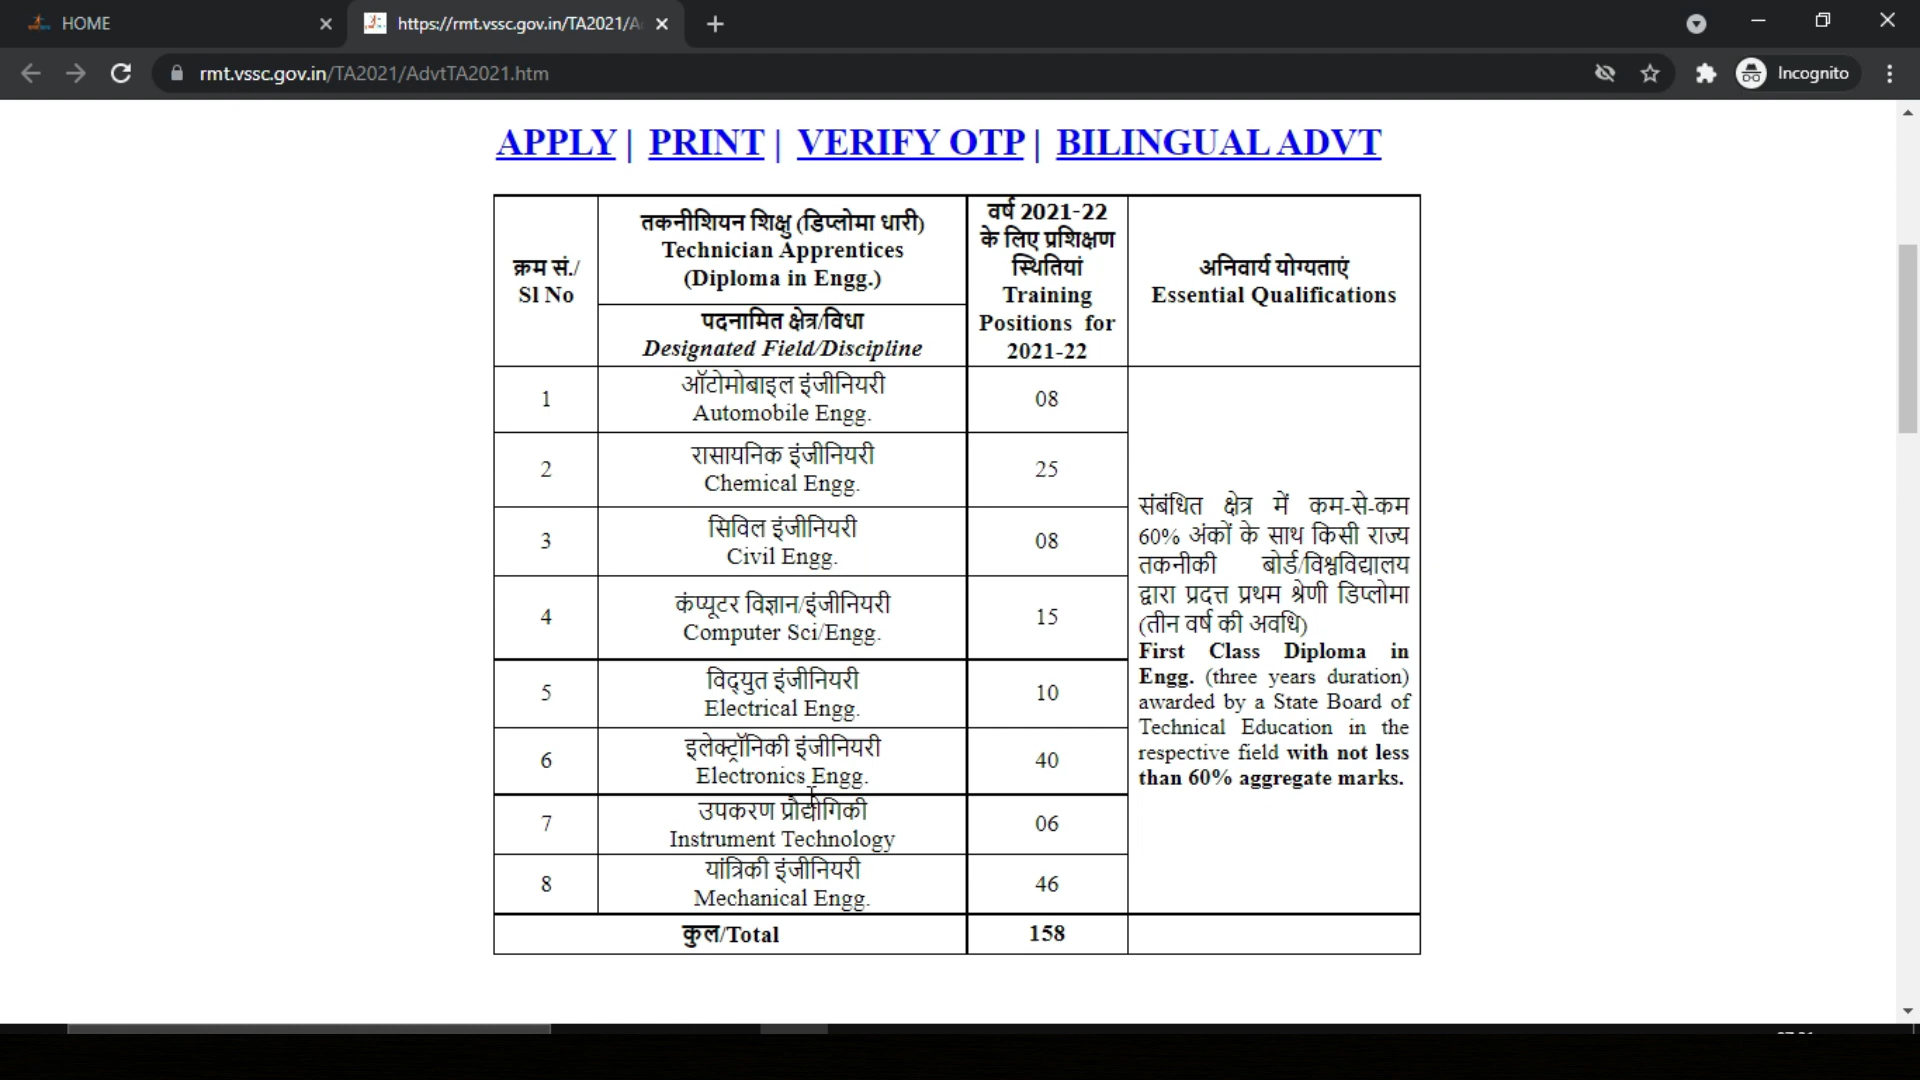 HOME
https://rmt.vssc.gov.in/TA2021/A
rmt.vssc.gov.in/TA2021/AdvtTA2021.htm
Incognito
APPLY | PRINT | VERIFY OTP | BILINGUAL ADVT
क्रम सं./
Sl No
तकनीशियन शिक्षु (डिप्लोमा धारी)
Technician Apprentices
(Diploma in Engg.)
पदनामित क्षेत्र/विधा
Designated Field/Discipline
वर्ष 2021-22
के लिए प्रशिक्षण
स्थितियां
Training
Positions for
2021-22
अनिवार्य योग्यताएं
Essential Qualifications
1
ऑटोमोबाइल इंजीनियरी
Automobile Engg.
08
2
रासायनिक इंजीनियरी
Chemical Engg.
25
3
सिविल इंजीनियरी
Civil Engg.
08
4
कंप्यूटर विज्ञान/इंजीनियरी
Computer Sci/Engg.
15
5
विद्युत इंजीनियरी
Electrical Engg.
10
6
इलेक्ट्रॉनिकी इंजीनियरी
Electronics Engg.
40
7
उपकरण प्रौद्योगिकी
Instrument Technology
06
8
यांत्रिकी इंजीनियरी
Mechanical Engg.
46
संबंधित क्षेत्र में कम-से-कम
60% अंकों के साथ किसी राज्य
तकनीकी बोर्ड/विश्वविद्यालय
द्वारा प्रदत्त प्रथम श्रेणी डिप्लोमा
(तीन वर्ष की अवधि)
First Class Diploma in
Engg. (three years duration)
awarded by a State Board of
Technical Education in the
respective field with not less
than 60% aggregate marks.
कुल/Total
158